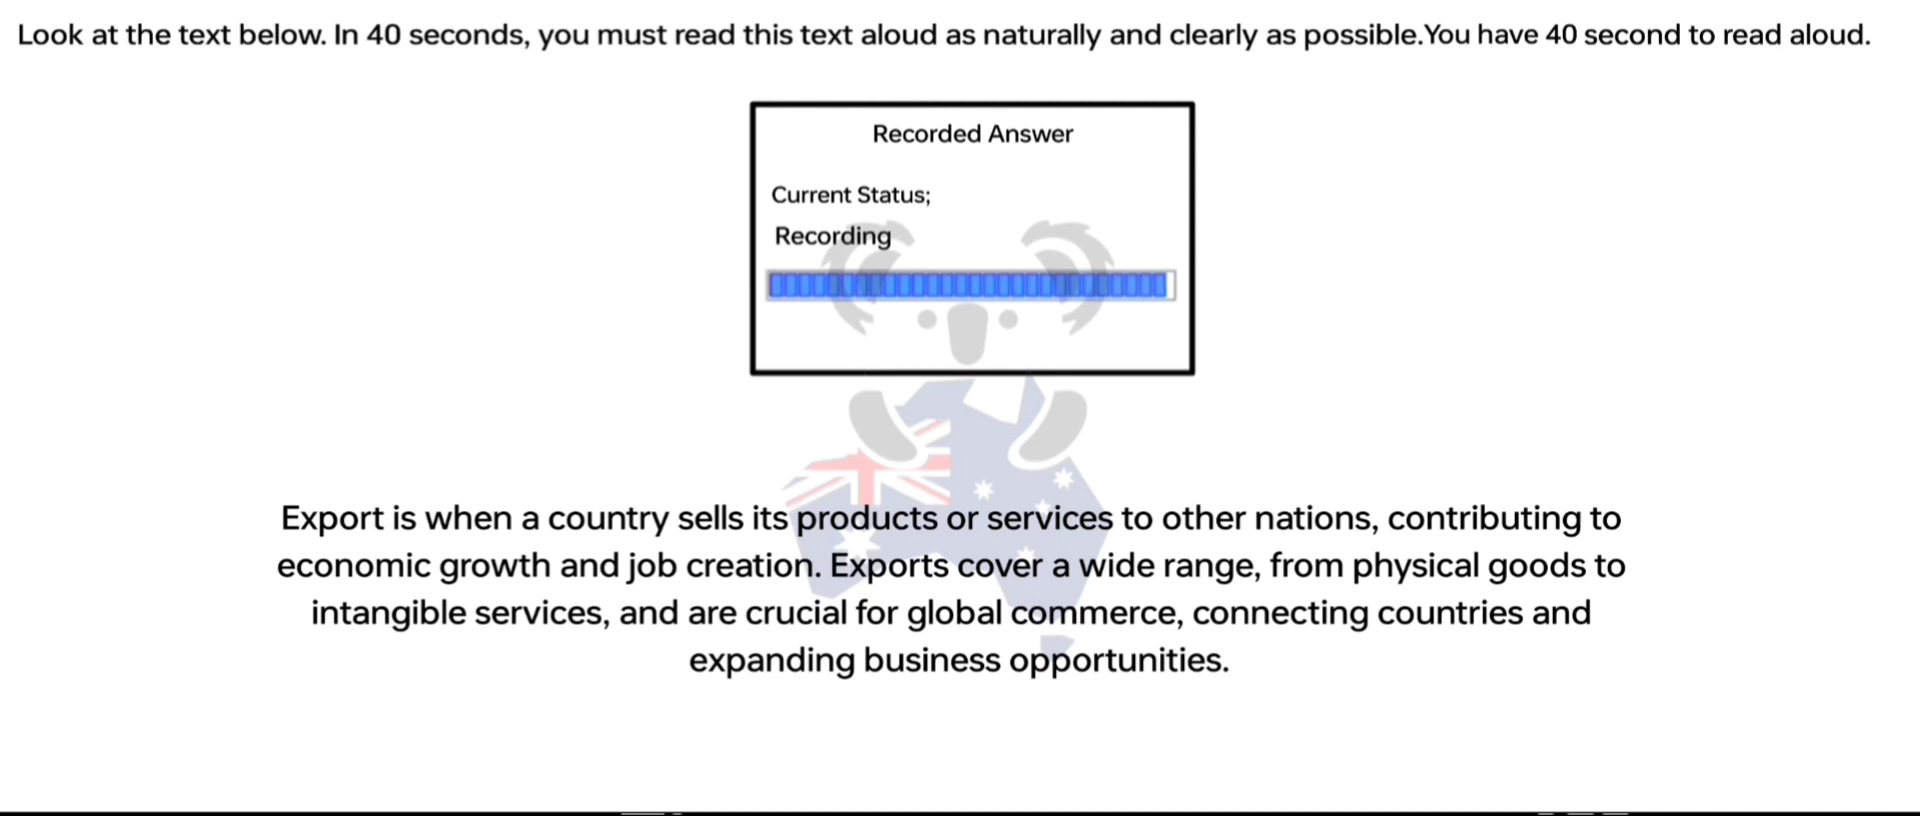 Look at the text below. In 40 seconds, you must read this text aloud as naturally and clearly as possible.You have 40 second to read aloud.
Recorded Answer
Current Status;
Recording
Export is when a country sells its products or services to other nations, contributing to
economic growth and job creation. Exports cover a wide range, from physical goods to
intangible services, and are crucial for global commerce, connecting countries and
expanding business opportunities.